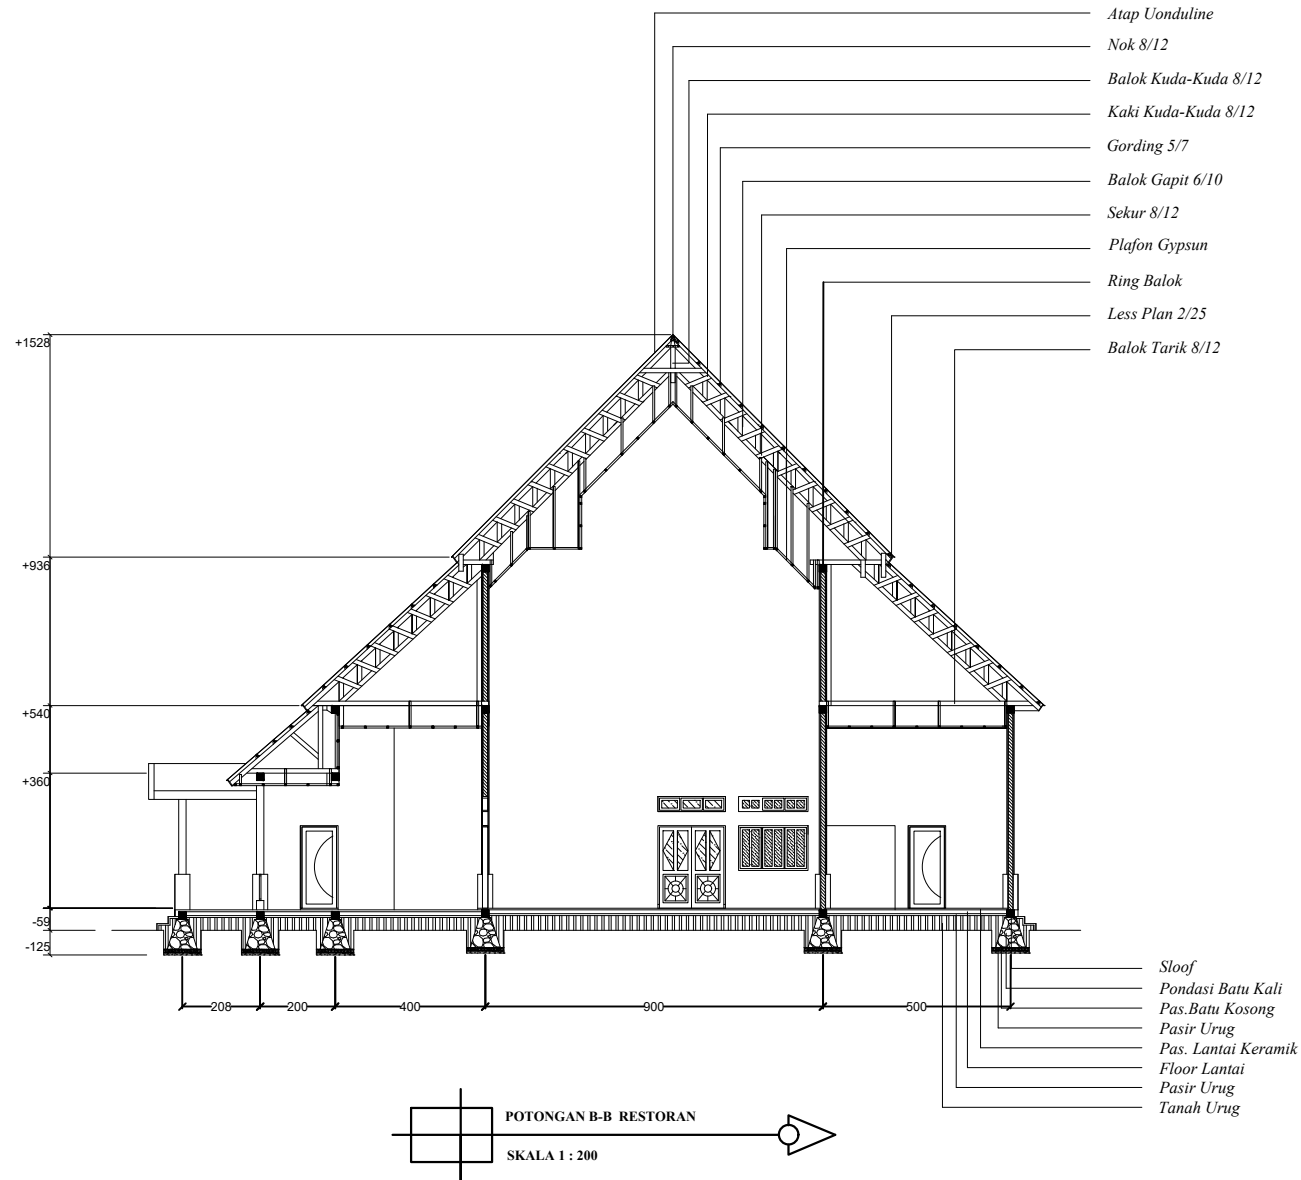 Atap Uonduline
Nok 8/12
Balok Kuda-Kuda 8/12
Kaki Kuda-Kuda 8/12
Gording 5/7
Balok Gapit 6/10
Sekur 8/12
Plafon Gypsun
Ring Balok
Less Plan 2/25
Balok Tarik 8/12
+1528
+936
+540
+360
-59
-125
208 200 400 900 500
Sloof
Pondasi Batu Kali
Pas.Batu Kosong
Pasir Urug
Pas. Lantai Keramik
Floor Lantai
Pasir Urug
Tanah Urug
POTONGAN B-B RESTORAN
SKALA 1 : 200